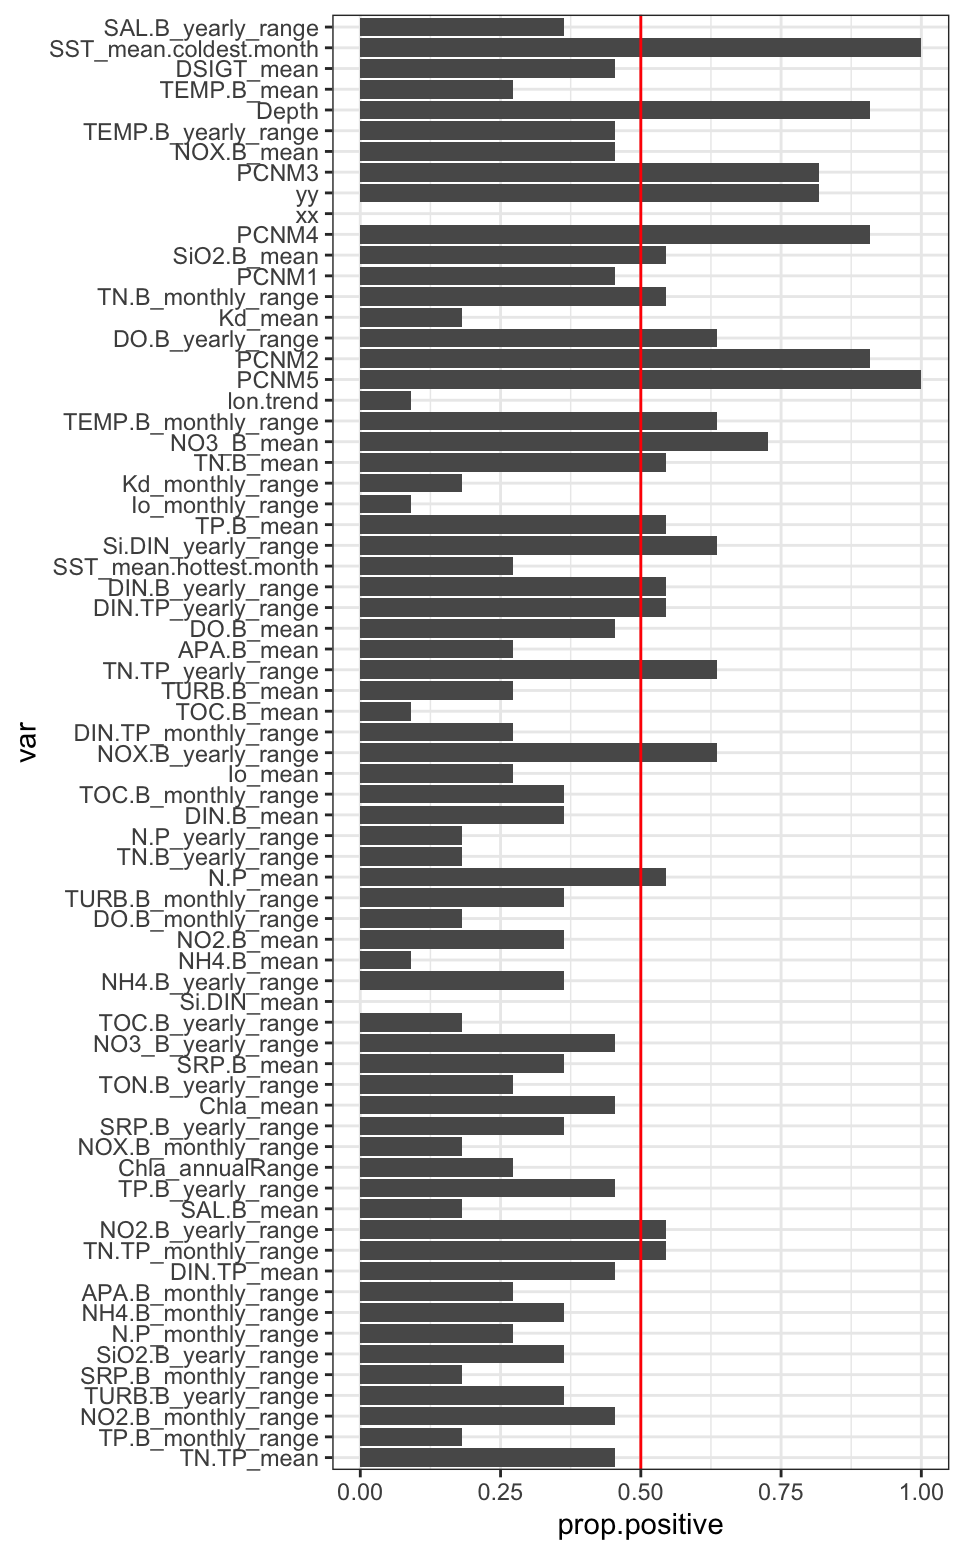 SAL.B_yearly_range
SST_mean.coldest.month
DSIGT_mean
TEMP.B_mean
Depth
TEMP.B_yearly_range
NOX.B_mean
PCNM3
yy
xx
PCNM4
SiO2.B_mean
PCNM1
TN.B_monthly_range
Kd_mean
DO.B_yearly_range
PCNM2
PCNM5
lon.trend
TEMP.B_monthly_range
NO3_B_mean
TN.B_mean
Kd_monthly_range
Io_monthly_range
TP.B_mean
Si.DIN_yearly_range
SST_mean.hottest.month
DIN.B_yearly_range
DIN.TP_yearly_range
DO.B_mean
APA.B_mean
TN.TP_yearly_range
TURB.B_mean
TOC.B_mean
DIN.TP_monthly_range
NOX.B_yearly_range
Io_mean
TOC.B_monthly_range
DIN.B_mean
N.P_yearly_range
TN.B_yearly_range
N.P_mean
TURB.B_monthly_range
DO.B_monthly_range
NO2.B_mean
NH4.B_mean
NH4.B_yearly_range
Si.DIN_mean
TOC.B_yearly_range
NO3_B_yearly_range
SRP.B_mean
TON.B_yearly_range
Chla_mean
SRP.B_yearly_range
NOX.B_monthly_range
Chla_annualRange
TP.B_yearly_range
SAL.B_mean
NO2.B_yearly_range
TN.TP_monthly_range
DIN.TP_mean
APA.B_monthly_range
NH4.B_monthly_range
N.P_monthly_range
SiO2.B_yearly_range
SRP.B_monthly_range
TURB.B_yearly_range
NO2.B_monthly_range
TP.B_monthly_range
TN.TP_mean
var
0.00 0.25 0.50 0.75 1.00
prop.positive